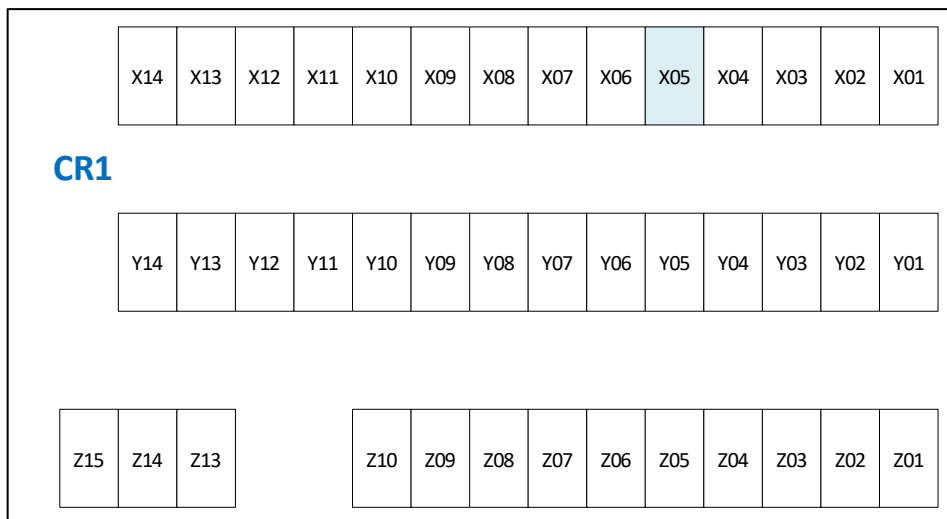 X14 X13 X12 X11 X10 X09 X08 X07 X06 X05 X04 X03 X02 X01
CR1
Y14 Y13 Y12 Y11 Y10 Y09 Y08 Y07 Y06 Y05 Y04 Y03 Y02 Y01
Z15 Z14 Z13 Z10 Z09 Z08 Z07 Z06 Z05 Z04 Z03 Z02 Z01